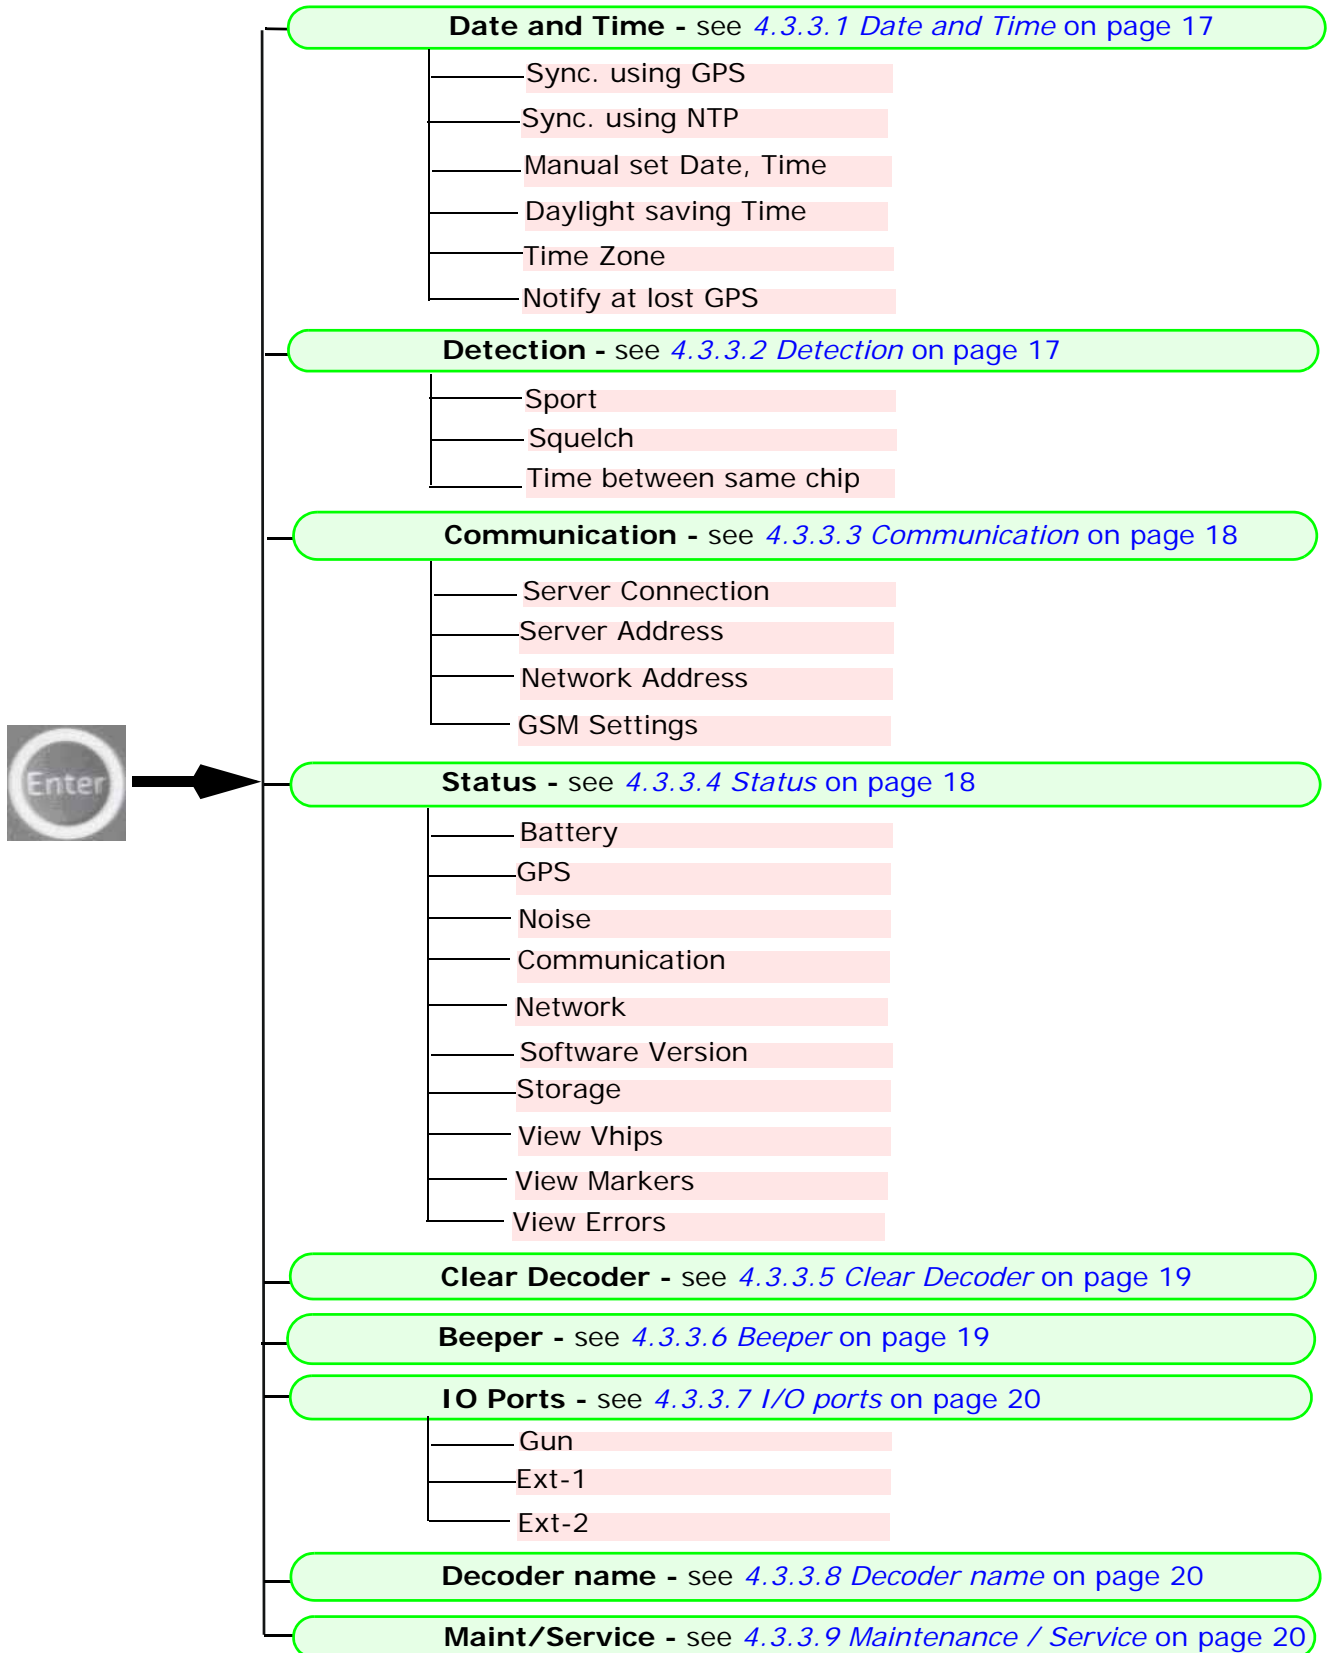 Date and Time - see 4.3.3.1 Date and Time on page 17
Sync. using GPS
Sync. using NTP
Manual set Date, Time
Daylight saving Time
Time Zone
Notify at lost GPS
Detection - see 4.3.3.2 Detection on page 17
Sport
Squelch
Time between same chip
Communication - see 4.3.3.3 Communication on page 18
Server Connection
Server Address
Network Address
GSM Settings
Enter
Status - see 4.3.3.4 Status on page 18
Battery
GPS
Noise
Communication
Network
Software Version
Storage
View Vhips
View Markers
View Errors
Clear Decoder - see 4.3.3.5 Clear Decoder on page 19
Beeper - see 4.3.3.6 Beeper on page 19
IO Ports - see 4.3.3.7 I/O ports on page 20
Gun
Ext-1
Ext-2
Decoder name - see 4.3.3.8 Decoder name on page 20
Maint/Service - see 4.3.3.9 Maintenance / Service on page 20